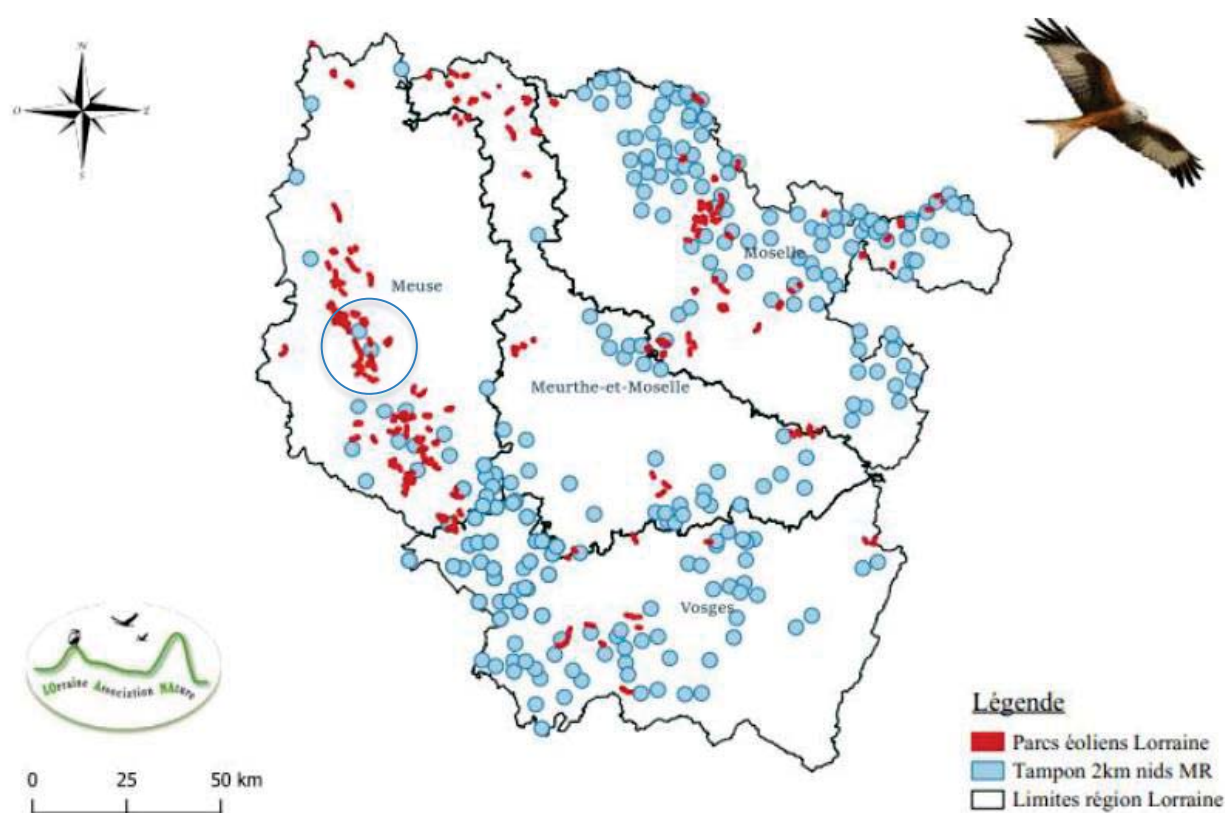 N
O
E
S
Meuse
Moselle
Meurthe-et-Moselle
Vosges
LOrraine Association NAture
0 25 50 km
Légende
Parcs éoliens Lorraine
Tampon 2km nids MR
Limites région Lorraine